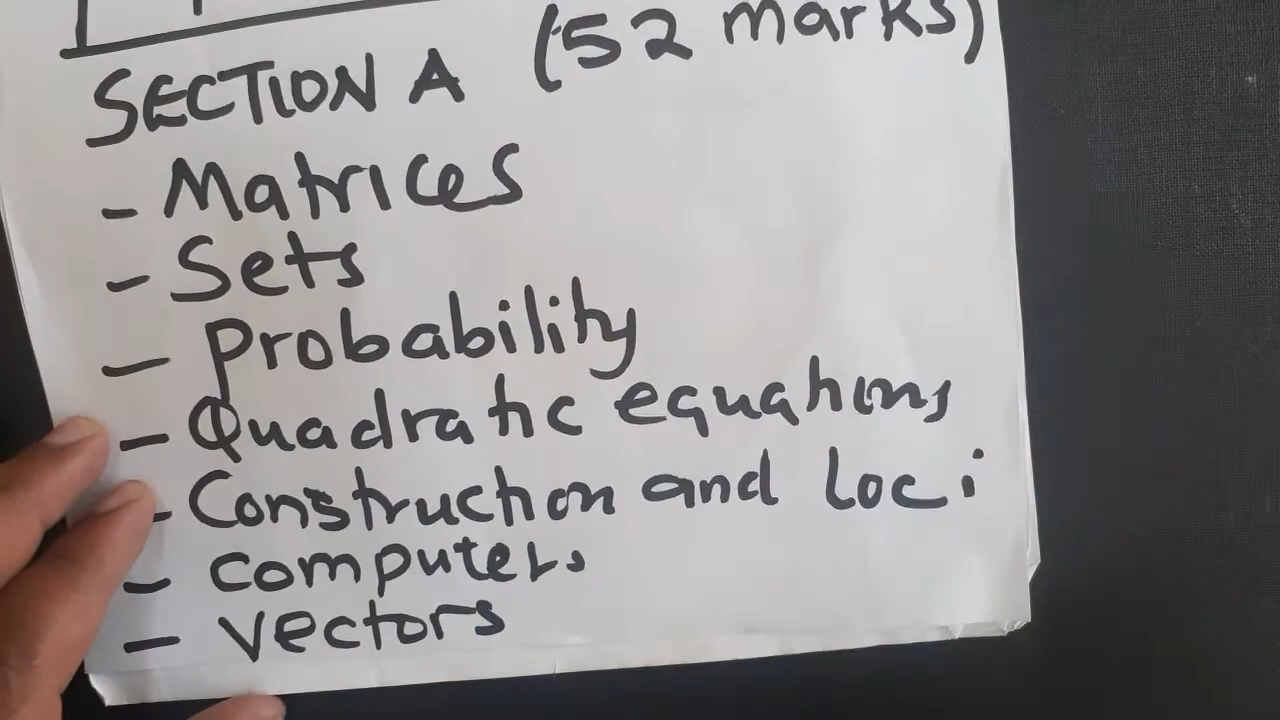 SECTION A (52 marks)
- Matrices
- Sets
- Probability
- Quadratic equations
- Construction and Loci
- Computers
- Vectors